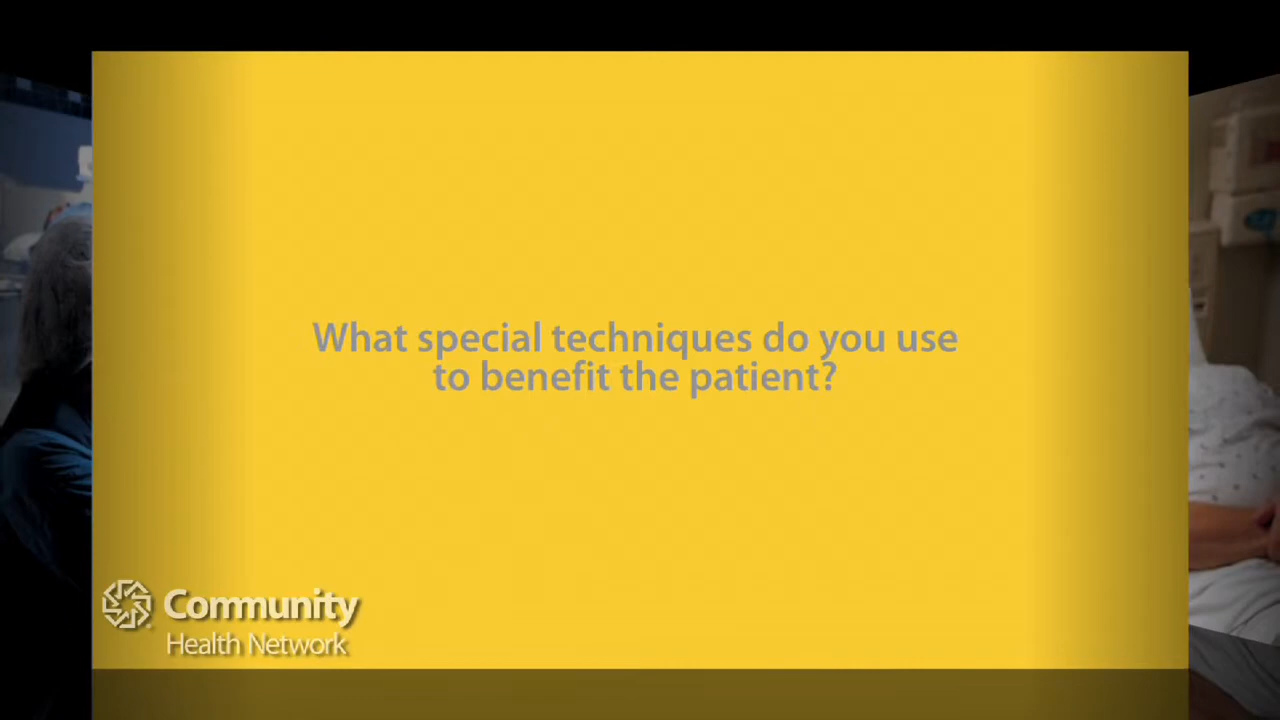 What special techniques do you use
to benefit the patient?
Community
Health Network